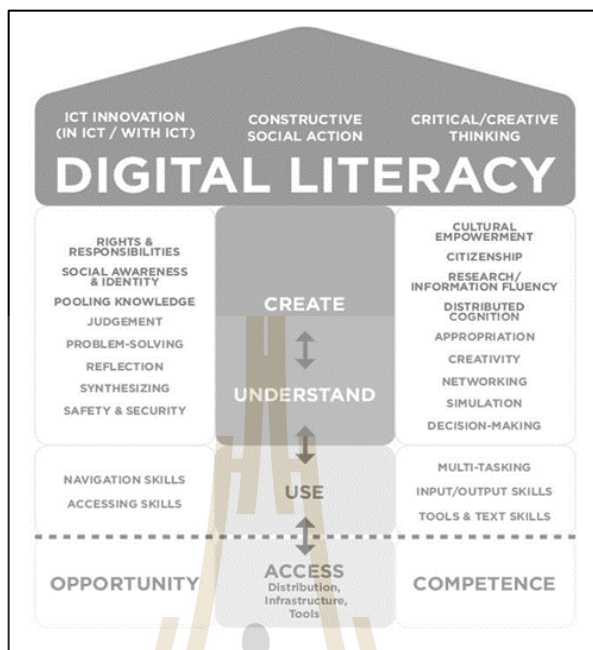 ICT INNOVATION
(IN ICT / WITH ICT)
CONSTRUCTIVE
SOCIAL ACTION
CRITICAL/CREATIVE
THINKING
DIGITAL LITERACY
RIGHTS &
RESPONSIBILITIES
SOCIAL AWARENESS
& IDENTITY
POOLING KNOWLEDGE
JUDGEMENT
PROBLEM-SOLVING
REFLECTION
SYNTHESIZING
SAFETY & SECURITY
CREATE
UNDERSTAND
CULTURAL
EMPOWERMENT
CITIZENSHIP
RESEARCH/
INFORMATION FLUENCY
DISTRIBUTED
COGNITION
APPROPRIATION
CREATIVITY
NETWORKING
SIMULATION
DECISION-MAKING
NAVIGATION SKILLS
ACCESSING SKILLS
USE
MULTI-TASKING
INPUT/OUTPUT SKILLS
TOOLS & TEXT SKILLS
OPPORTUNITY
ACCESS
Distribution,
Infrastructure,
Tools
COMPETENCE